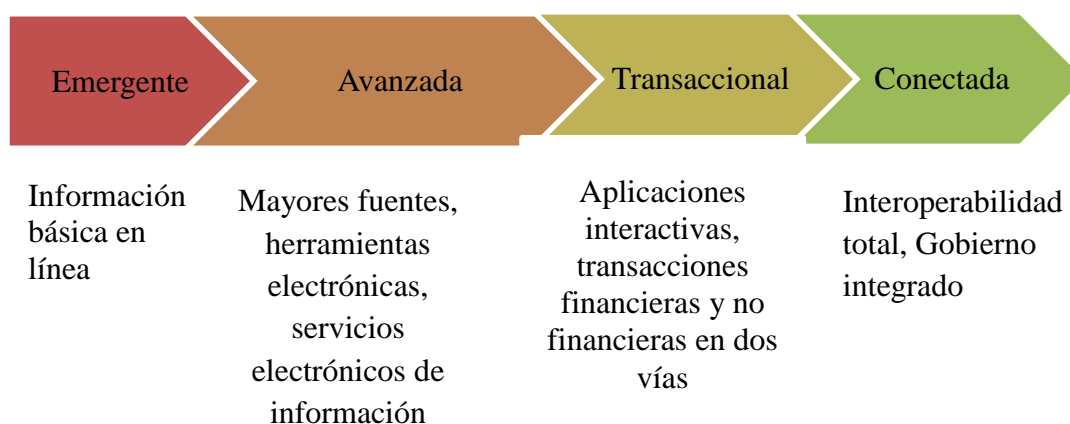 Emergente
Avanzada
Transaccional
Conectada
Información
básica en
línea
Mayores fuentes,
herramientas
electrónicas,
servicios
electrónicos de
información
Aplicaciones
interactivas,
transacciones
financieras y no
financieras en dos
vías
Interoperabilidad
total, Gobierno
integrado